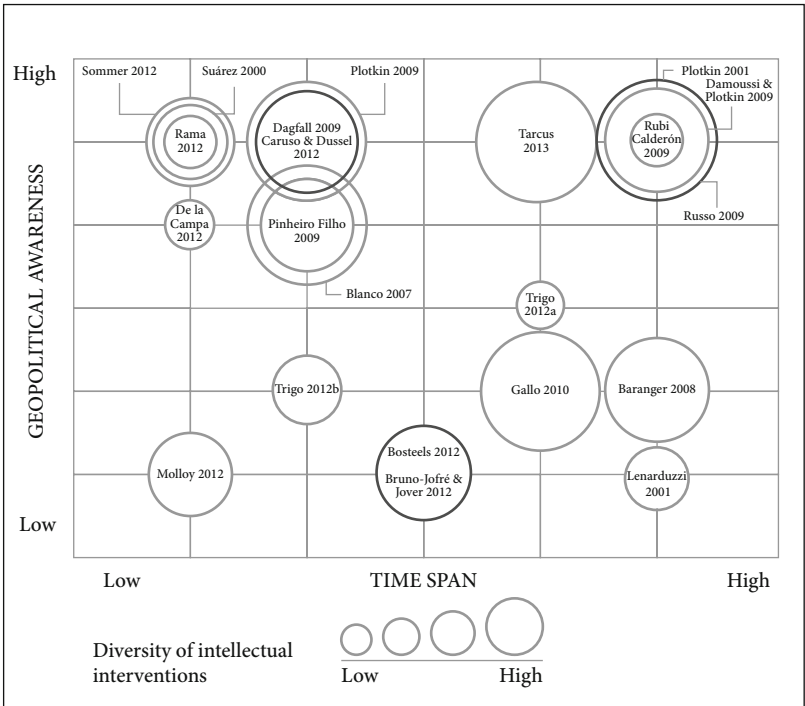 High
Sommer 2012
Suárez 2000
Plotkin 2009
Plotkin 2001
Damoussi &
Plotkin 2009
Rama
2012
Dagfall 2009
Caruso & Dussel
2012
Tarcus
2013
Rubi
Calderón
2009
Russo 2009
De la
Campa
2012
Pinheiro Filho
2009
Blanco 2007
Trigo
2012a
Trigo 2012b
Gallo 2010
Baranger 2008
Molloy 2012
Bosteels 2012
Bruno-Jofré &
Jover 2012
Lenarduzzi
2001
GEOPOLITICAL AWARENESS
Low
Low
TIME SPAN
High
Diversity of intellectual
interventions
Low
High